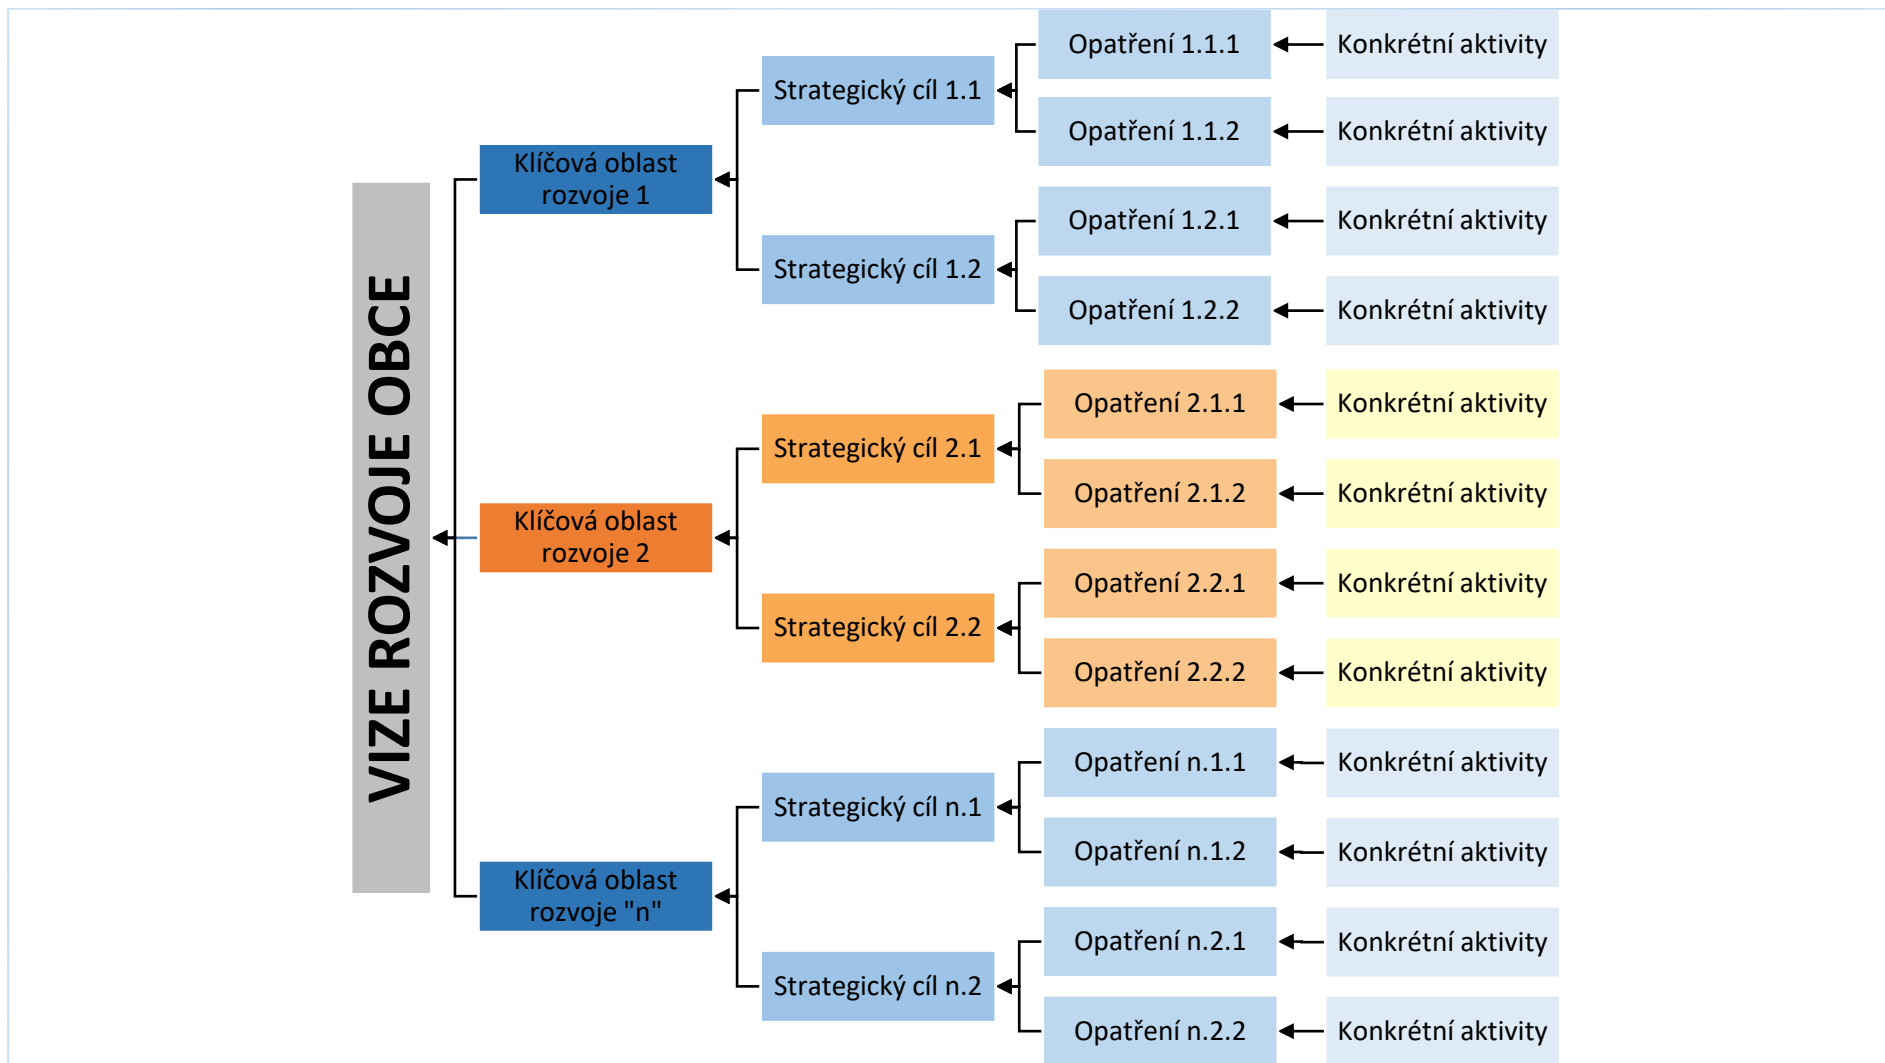 VIZE ROZVOJE OBCE
Klíčová oblast
rozvoje 1
Strategický cíl 1.1
Opatření 1.1.1
Konkrétní aktivity
Opatření 1.1.2
Konkrétní aktivity
Strategický cíl 1.2
Opatření 1.2.1
Konkrétní aktivity
Opatření 1.2.2
Konkrétní aktivity
Klíčová oblast
rozvoje 2
Strategický cíl 2.1
Opatření 2.1.1
Konkrétní aktivity
Opatření 2.1.2
Konkrétní aktivity
Strategický cíl 2.2
Opatření 2.2.1
Konkrétní aktivity
Opatření 2.2.2
Konkrétní aktivity
Klíčová oblast
rozvoje "n"
Strategický cíl n.1
Opatření n.1.1
Konkrétní aktivity
Opatření n.1.2
Konkrétní aktivity
Strategický cíl n.2
Opatření n.2.1
Konkrétní aktivity
Opatření n.2.2
Konkrétní aktivity